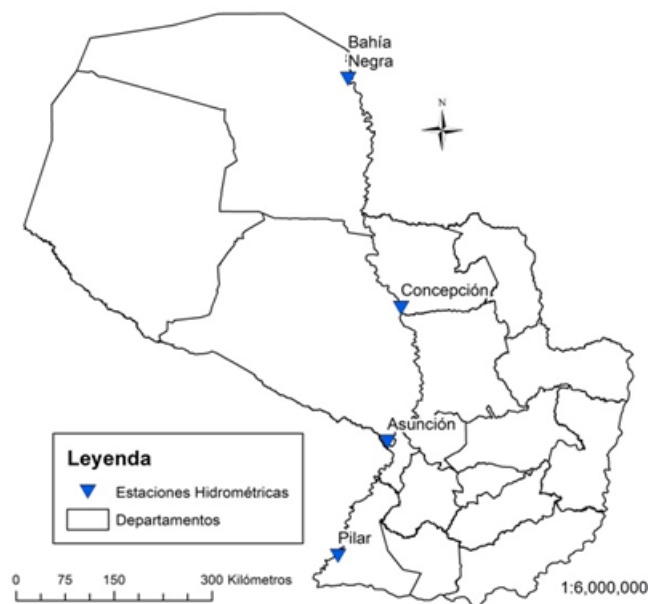 Bahía
Negra
N
Concepción
Asunción
Leyenda
Estaciones Hidrométricas
Departamentos
Pilar
0 75 150 300 Kilómetros
1:6,000,000